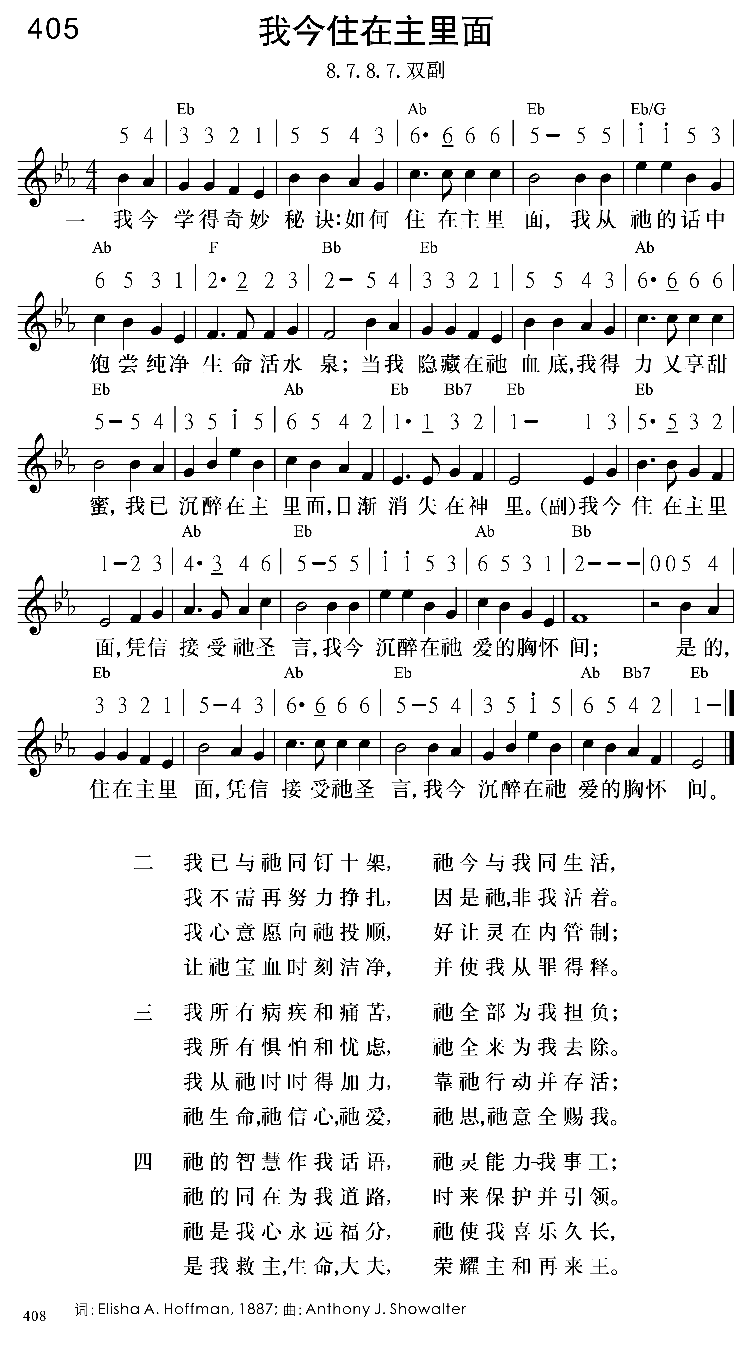 405 我今住在主里面
8.7.8.7.双副
Eb Ab Eb Eb/G
5 4 | 3 3 2 1 | 5 5 4 3 | 6• 6 6 6 | 5– 5 5 | i i 5 3 |
4/4
一 我今 学得奇妙 秘诀:如何 住在主里 面, 我从 祂的话中
Ab F Bb Eb Ab
6 5 3 1 | 2• 2 2 3 | 2– 5 4 | 3 3 2 1 | 5 5 4 3 | 6• 6 6 6 |
饱尝纯净 生命活水 泉; 当我 隐藏在祂 血底,我得 力又享甜
Eb Ab Eb Bb7 Eb Eb
5– 5 4 | 3 5 i 5 | 6 5 4 2 | 1• 1 3 2 | 1– 1 3 | 5• 5 3 2 |
蜜, 我已 沉醉在主 里面,日渐 消失在神 里。(副)我今 住在主里
Ab Eb Ab Bb
1–2 3 | 4• 3 4 6 | 5–5 5 | i i 5 3 | 6 5 3 1 | 2––– | 0 0 5 4 |
面,凭信 接受祂圣 言,我今 沉醉在祂 爱的胸怀 间; 是的,
Eb Ab Eb Ab Bb7 Eb
3 3 2 1 | 5–4 3 | 6• 6 6 6 | 5–5 4 | 3 5 i 5 | 6 5 4 2 | 1–‖
住在主里 面,凭信 接受祂圣 言,我今 沉醉在祂 爱的胸怀 间。
二 我已与祂同钉十架, 祂今与我同生活,
我不需再努力挣扎, 因是祂,非我活着。
我心意愿向祂投顺, 好让灵在内管制;
让祂宝血时刻洁净, 并使我从罪得释。
三 我所有病疾和痛苦, 祂全部为我担负;
我所有惧怕和忧虑, 祂全来为我去除。
我从祂时时得加力, 靠祂行动并存活;
祂生命,祂信心,祂爱, 祂思,祂意全赐我。
四 祂的智慧作我话语, 祂灵能力–我事工;
祂的同在为我道路, 时来保护并引领。
祂是我心永远福分, 祂使我喜乐久长,
是我救主,生命,大夫, 荣耀主和再来王。
408 词: Elisha A. Hoffman, 1887; 曲: Anthony J. Showalter